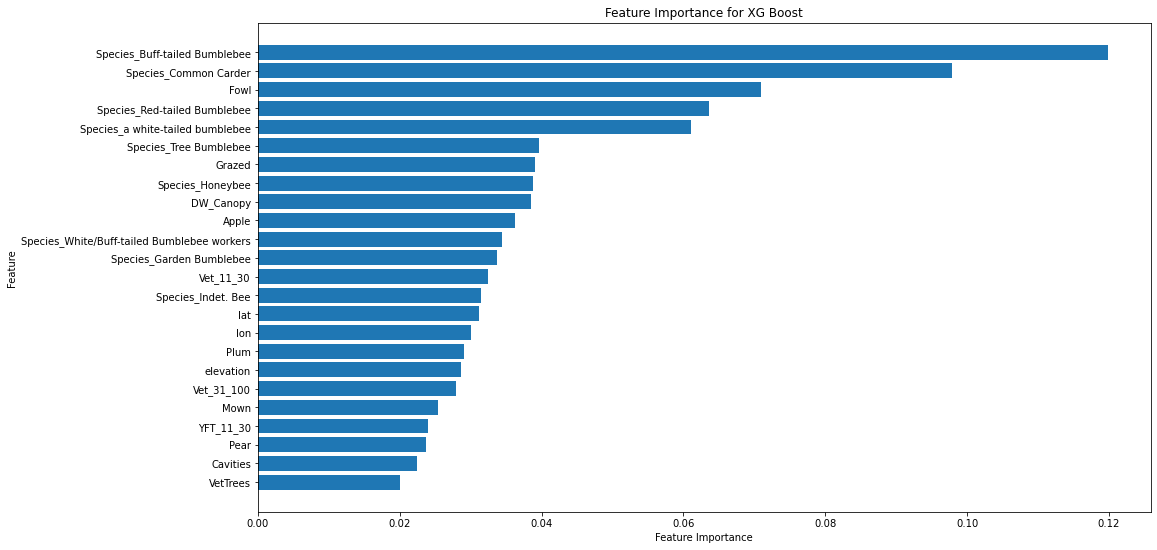 Feature Importance for XG Boost
Species_Buff-tailed Bumblebee
Species_Common Carder
Fowl
Species_Red-tailed Bumblebee
Species_a white-tailed bumblebee
Species_Tree Bumblebee
Grazed
Species_Honeybee
DW_Canopy
Apple
Species_White/Buff-tailed Bumblebee workers
Species_Garden Bumblebee
Vet_11_30
Species_Indet. Bee
lat
lon
Plum
elevation
Vet_31_100
Mown
YFT_11_30
Pear
Cavities
VetTrees
Feature
0.00 0.02 0.04 0.06 0.08 0.10 0.12
Feature Importance